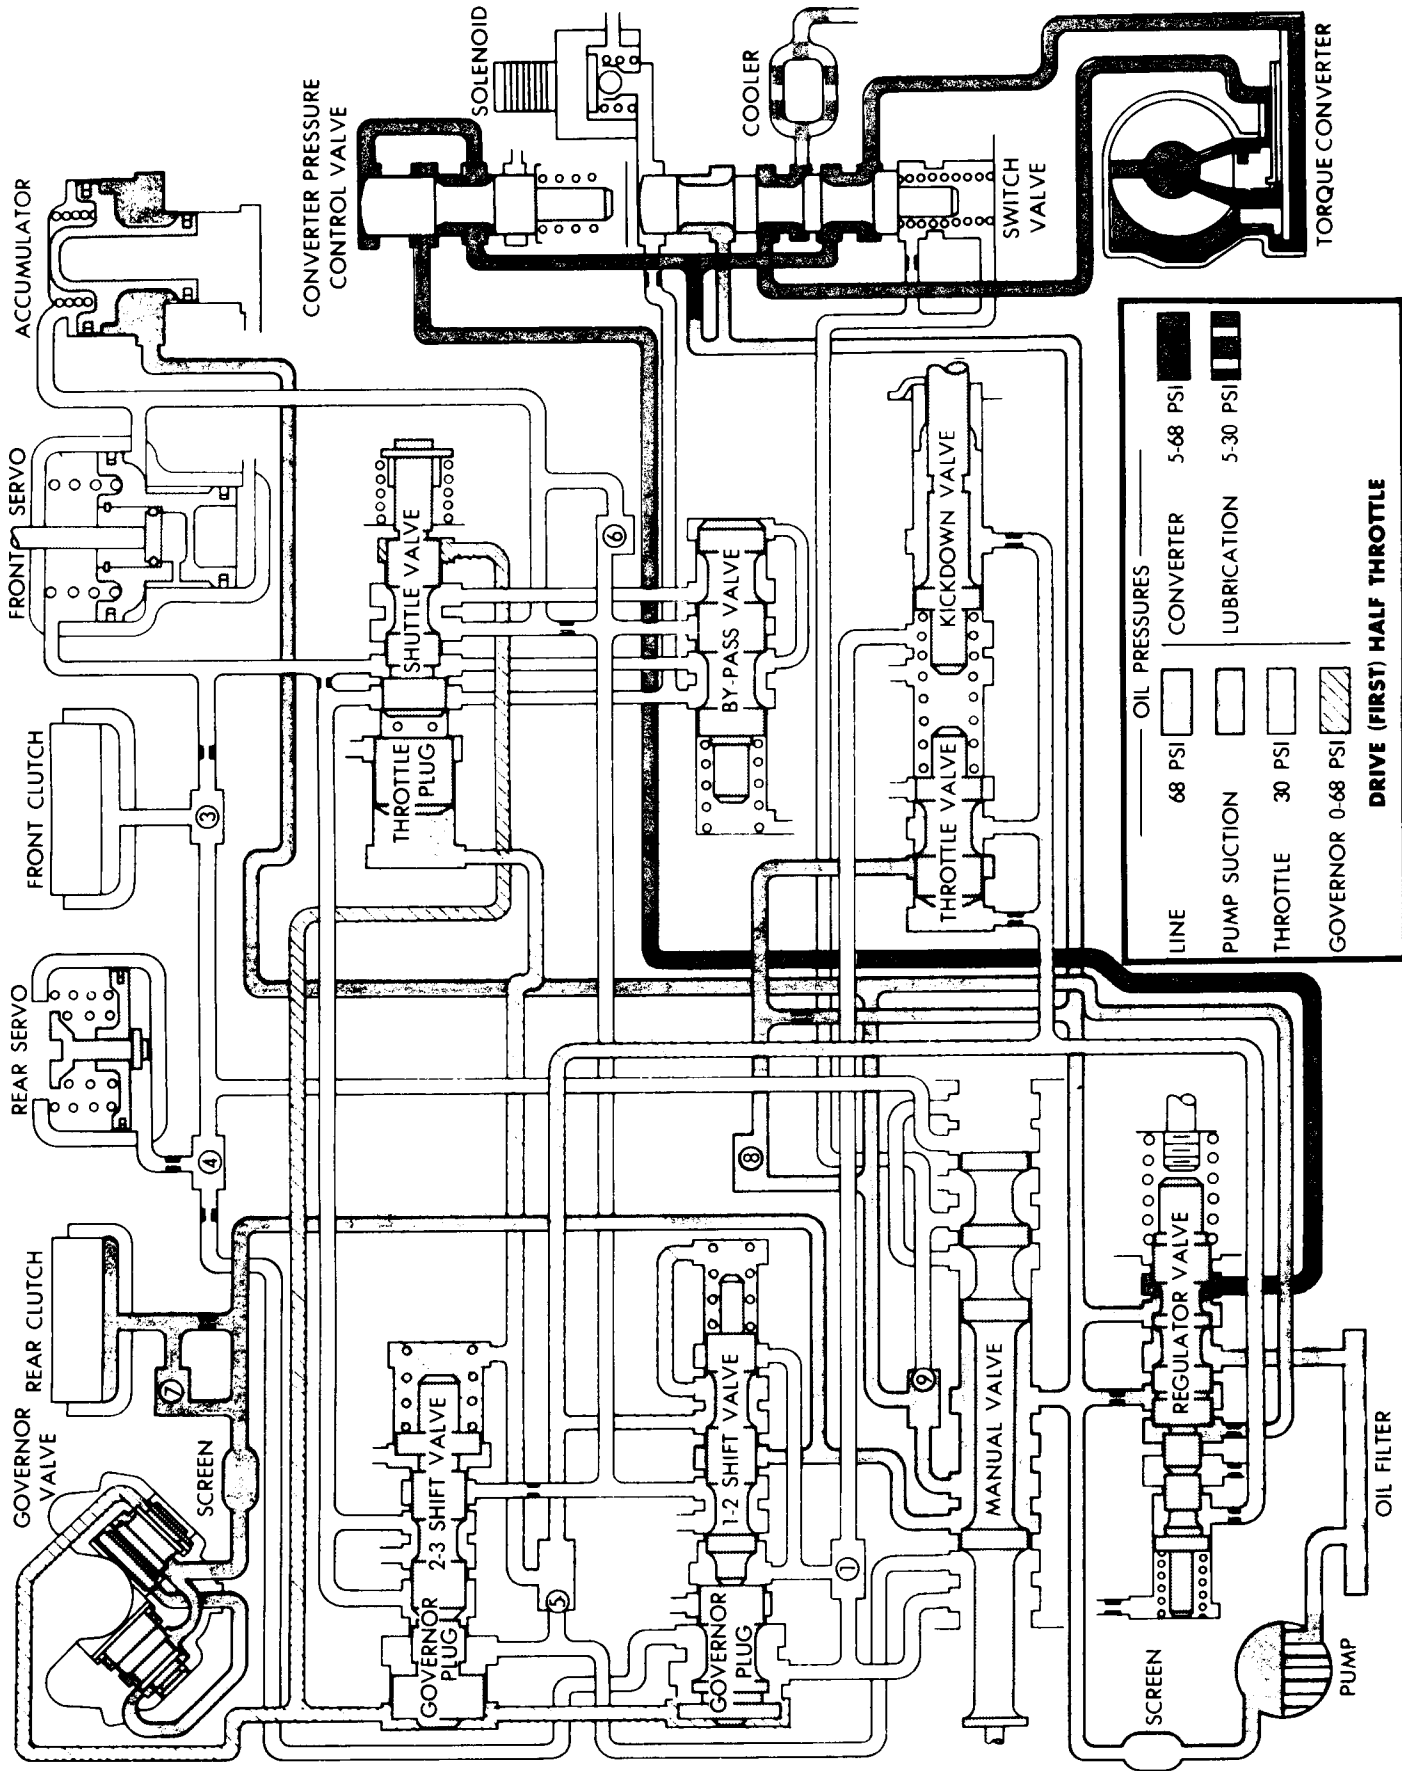 GOVERNOR
VALVE
REAR CLUTCH
REAR SERVO
FRONT CLUTCH
FRONT SERVO
ACCUMULATOR
SCREEN
7
4
3
CONVERTER PRESSURE
CONTROL VALVE
SOLENOID
GOVERNOR
PLUG
2-3 SHIFT VALVE
THROTTLE
PLUG
SHUTTLE VALVE
5
6
GOVERNOR
PLUG
1-2 SHIFT VALVE
8
BY-PASS VALVE
COOLER
1
9
THROTTLE VALVE
KICKDOWN VALVE
SWITCH
VALVE
MANUAL VALVE
REGULATOR VALVE
SCREEN
PUMP
OIL FILTER
TORQUE CONVERTER
OIL PRESSURES
LINE 68 PSI
CONVERTER 5-68 PSI
PUMP SUCTION
LUBRICATION 5-30 PSI
THROTTLE 30 PSI
GOVERNOR 0-68 PSI
DRIVE (FIRST) HALF THROTTLE